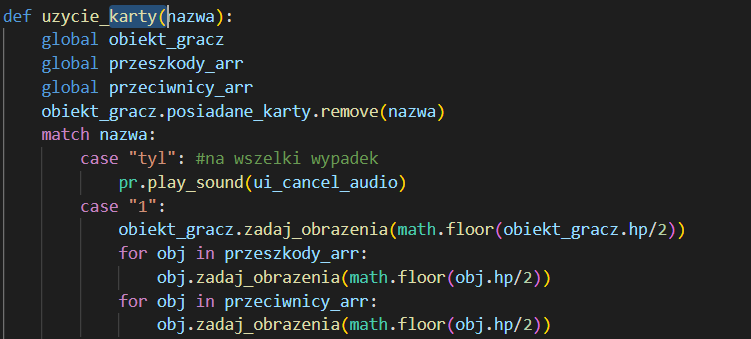 def uzycie_karty(nazwa):
    global obiekt_gracz
    global przeszkody_arr
    global przeciwnicy_arr
    obiekt_gracz.posiadane_karty.remove(nazwa)
    match nazwa:
        case "tyl": #na wszelki wypadek
            pr.play_sound(ui_cancel_audio)
        case "1":
            obiekt_gracz.zadaj_obrazenia(math.floor(obiekt_gracz.hp/2))
            for obj in przeszkody_arr:
                obj.zadaj_obrazenia(math.floor(obj.hp/2))
            for obj in przeciwnicy_arr:
                obj.zadaj_obrazenia(math.floor(obj.hp/2))